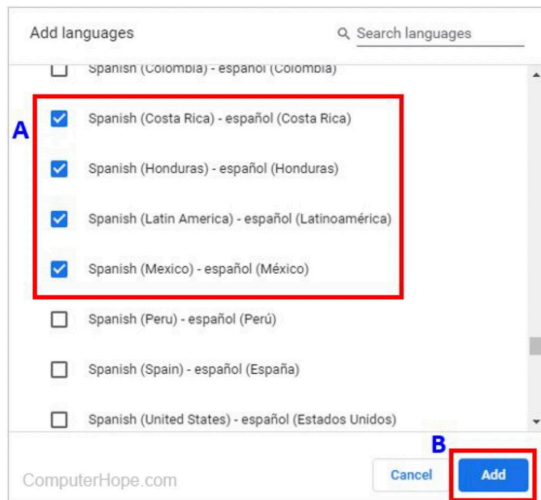 Add languages
Search languages
Spanish (Colombia) - español (Colombia)
A
Spanish (Costa Rica) - español (Costa Rica)
Spanish (Honduras) - español (Honduras)
Spanish (Latin America) - español (Latinoamérica)
Spanish (Mexico) - español (México)
Spanish (Peru) - español (Perú)
Spanish (Spain) - español (España)
Spanish (United States) - español (Estados Unidos)
B
ComputerHope.com
Cancel
Add